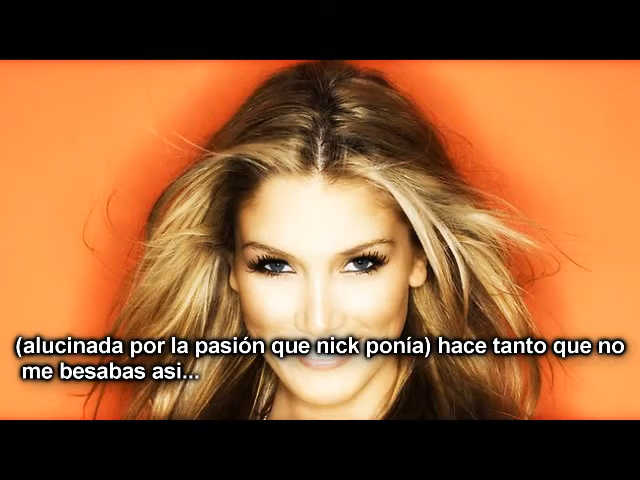 (alucinada por la pasión que nick ponía) hace tanto que no
me besabas asi...